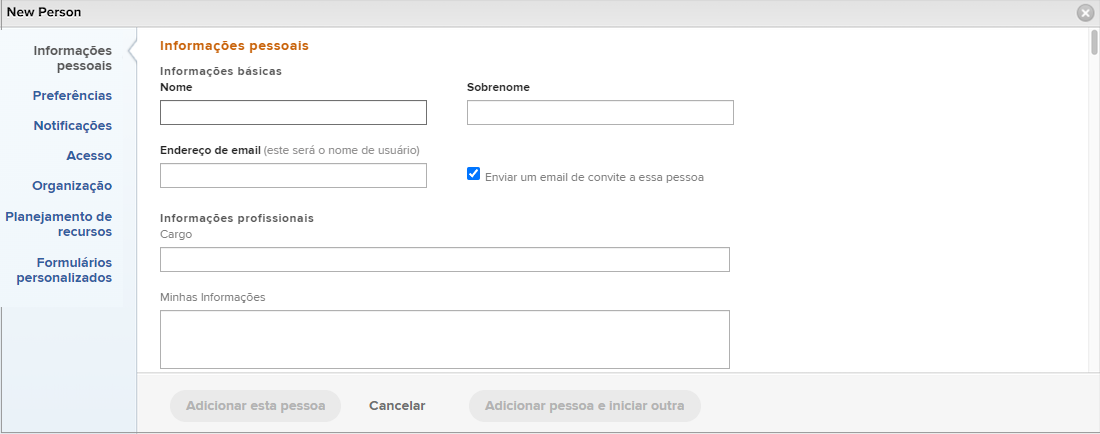 New Person
Informações
pessoais
Preferências
Notificações
Acesso
Organização
Planejamento de
recursos
Formulários
personalizados
Informações pessoais
Informações básicas
Nome
Sobrenome
Endereço de email (este será o nome de usuário)
Enviar um email de convite a essa pessoa
Informações profissionais
Cargo
Minhas Informações
Adicionar esta pessoa
Cancelar
Adicionar pessoa e iniciar outra